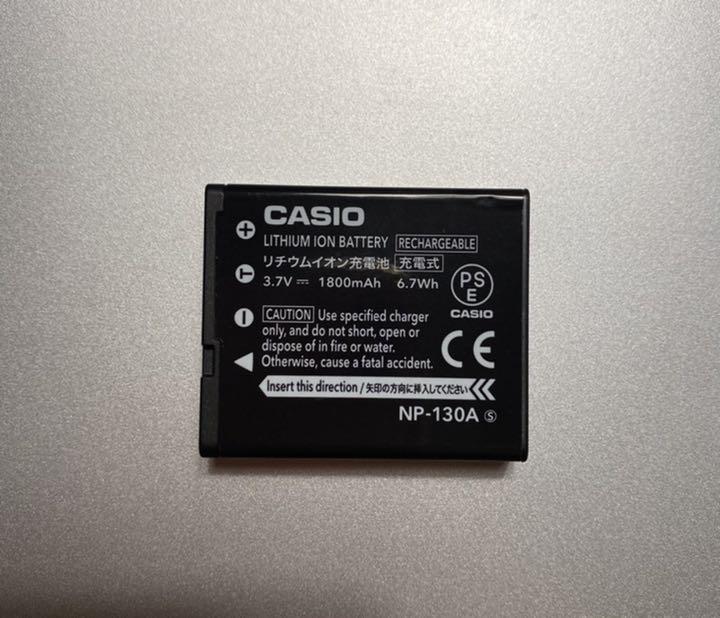 CASIO
LITHIUM ION BATTERY RECHARGEABLE
リチウムイオン充電池 充電式
3.7V 1800mAh 6.7Wh
+
T
−
PS
E
CASIO
CAUTION Use specified charger
only, and do not short, open or
dispose of in fire or water.
Otherwise, cause a fatal accident.
CE
Insert this direction / 矢印の方向に挿入してください
NP-130A S